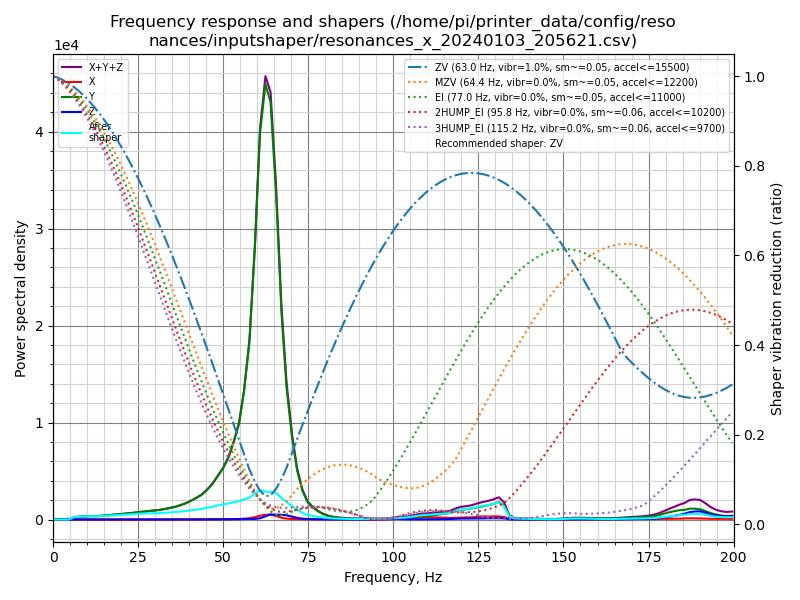 Frequency response and shapers (/home/pi/printer_data/config/reso
nances/inputshaper/resonances_x_20240103_205621.csv)
1e4
X+Y+Z
X
Y
Z
After
shaper
ZV (63.0 Hz, vibr=1.0%, sm~=0.05, accel<=15500)
MZV (64.4 Hz, vibr=0.0%, sm~=0.05, accel<=12200)
EI (77.0 Hz, vibr=0.0%, sm~=0.05, accel<=11000)
2HUMP_EI (95.8 Hz, vibr=0.0%, sm~=0.06, accel<=10200)
3HUMP_EI (115.2 Hz, vibr=0.0%, sm~=0.06, accel<=9700)
Recommended shaper: ZV
Power spectral density
4
3
2
1
0
1.0
0.8
0.6
0.4
0.2
0.0
Shaper vibration reduction (ratio)
0 25 50 75 100 125 150 175 200
Frequency, Hz